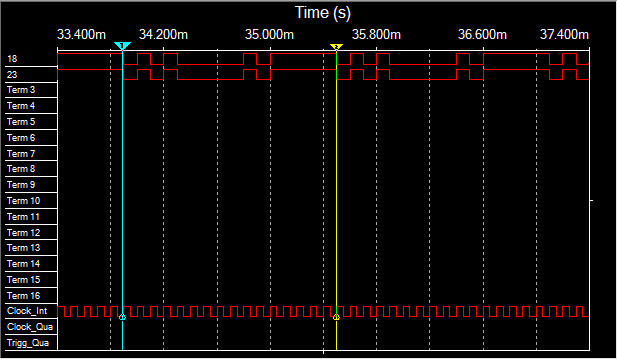 Time (s)
33.400m 34.200m 35.000m 35.800m 36.600m 37.400m
1 2
18
23
Term 3
Term 4
Term 5
Term 6
Term 7
Term 8
Term 9
Term 10
Term 11
Term 12
Term 13
Term 14
Term 15
Term 16
Clock_Int
Clock_Qua
Trigg_Qua